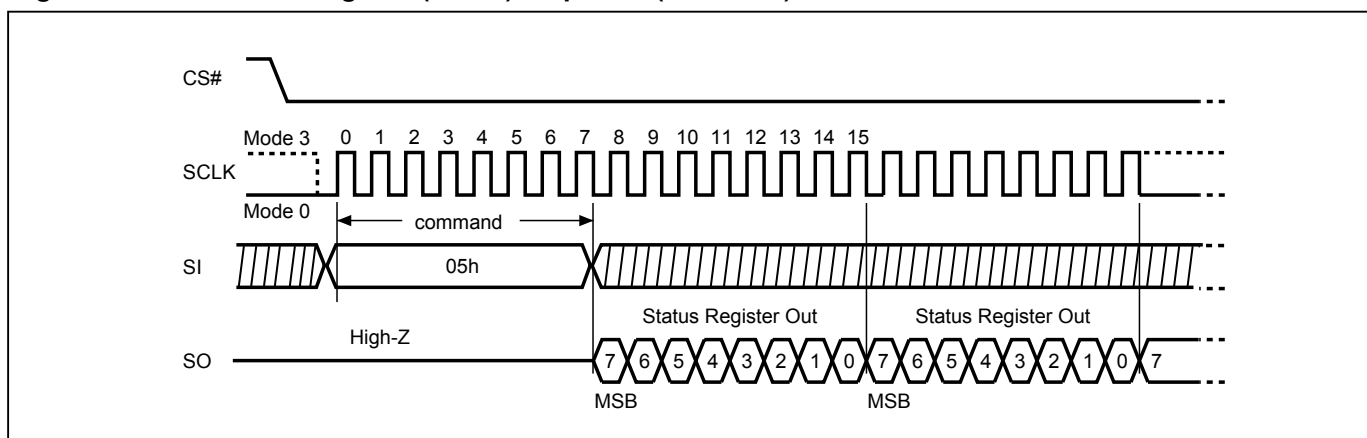 CS#
Mode 3 0 1 2 3 4 5 6 7 8 9 10 11 12 13 14 15
SCLK
Mode 0
command
SI 05h
Status Register Out Status Register Out
High-Z
SO 7 6 5 4 3 2 1 0 7 6 5 4 3 2 1 0 7
MSB MSB